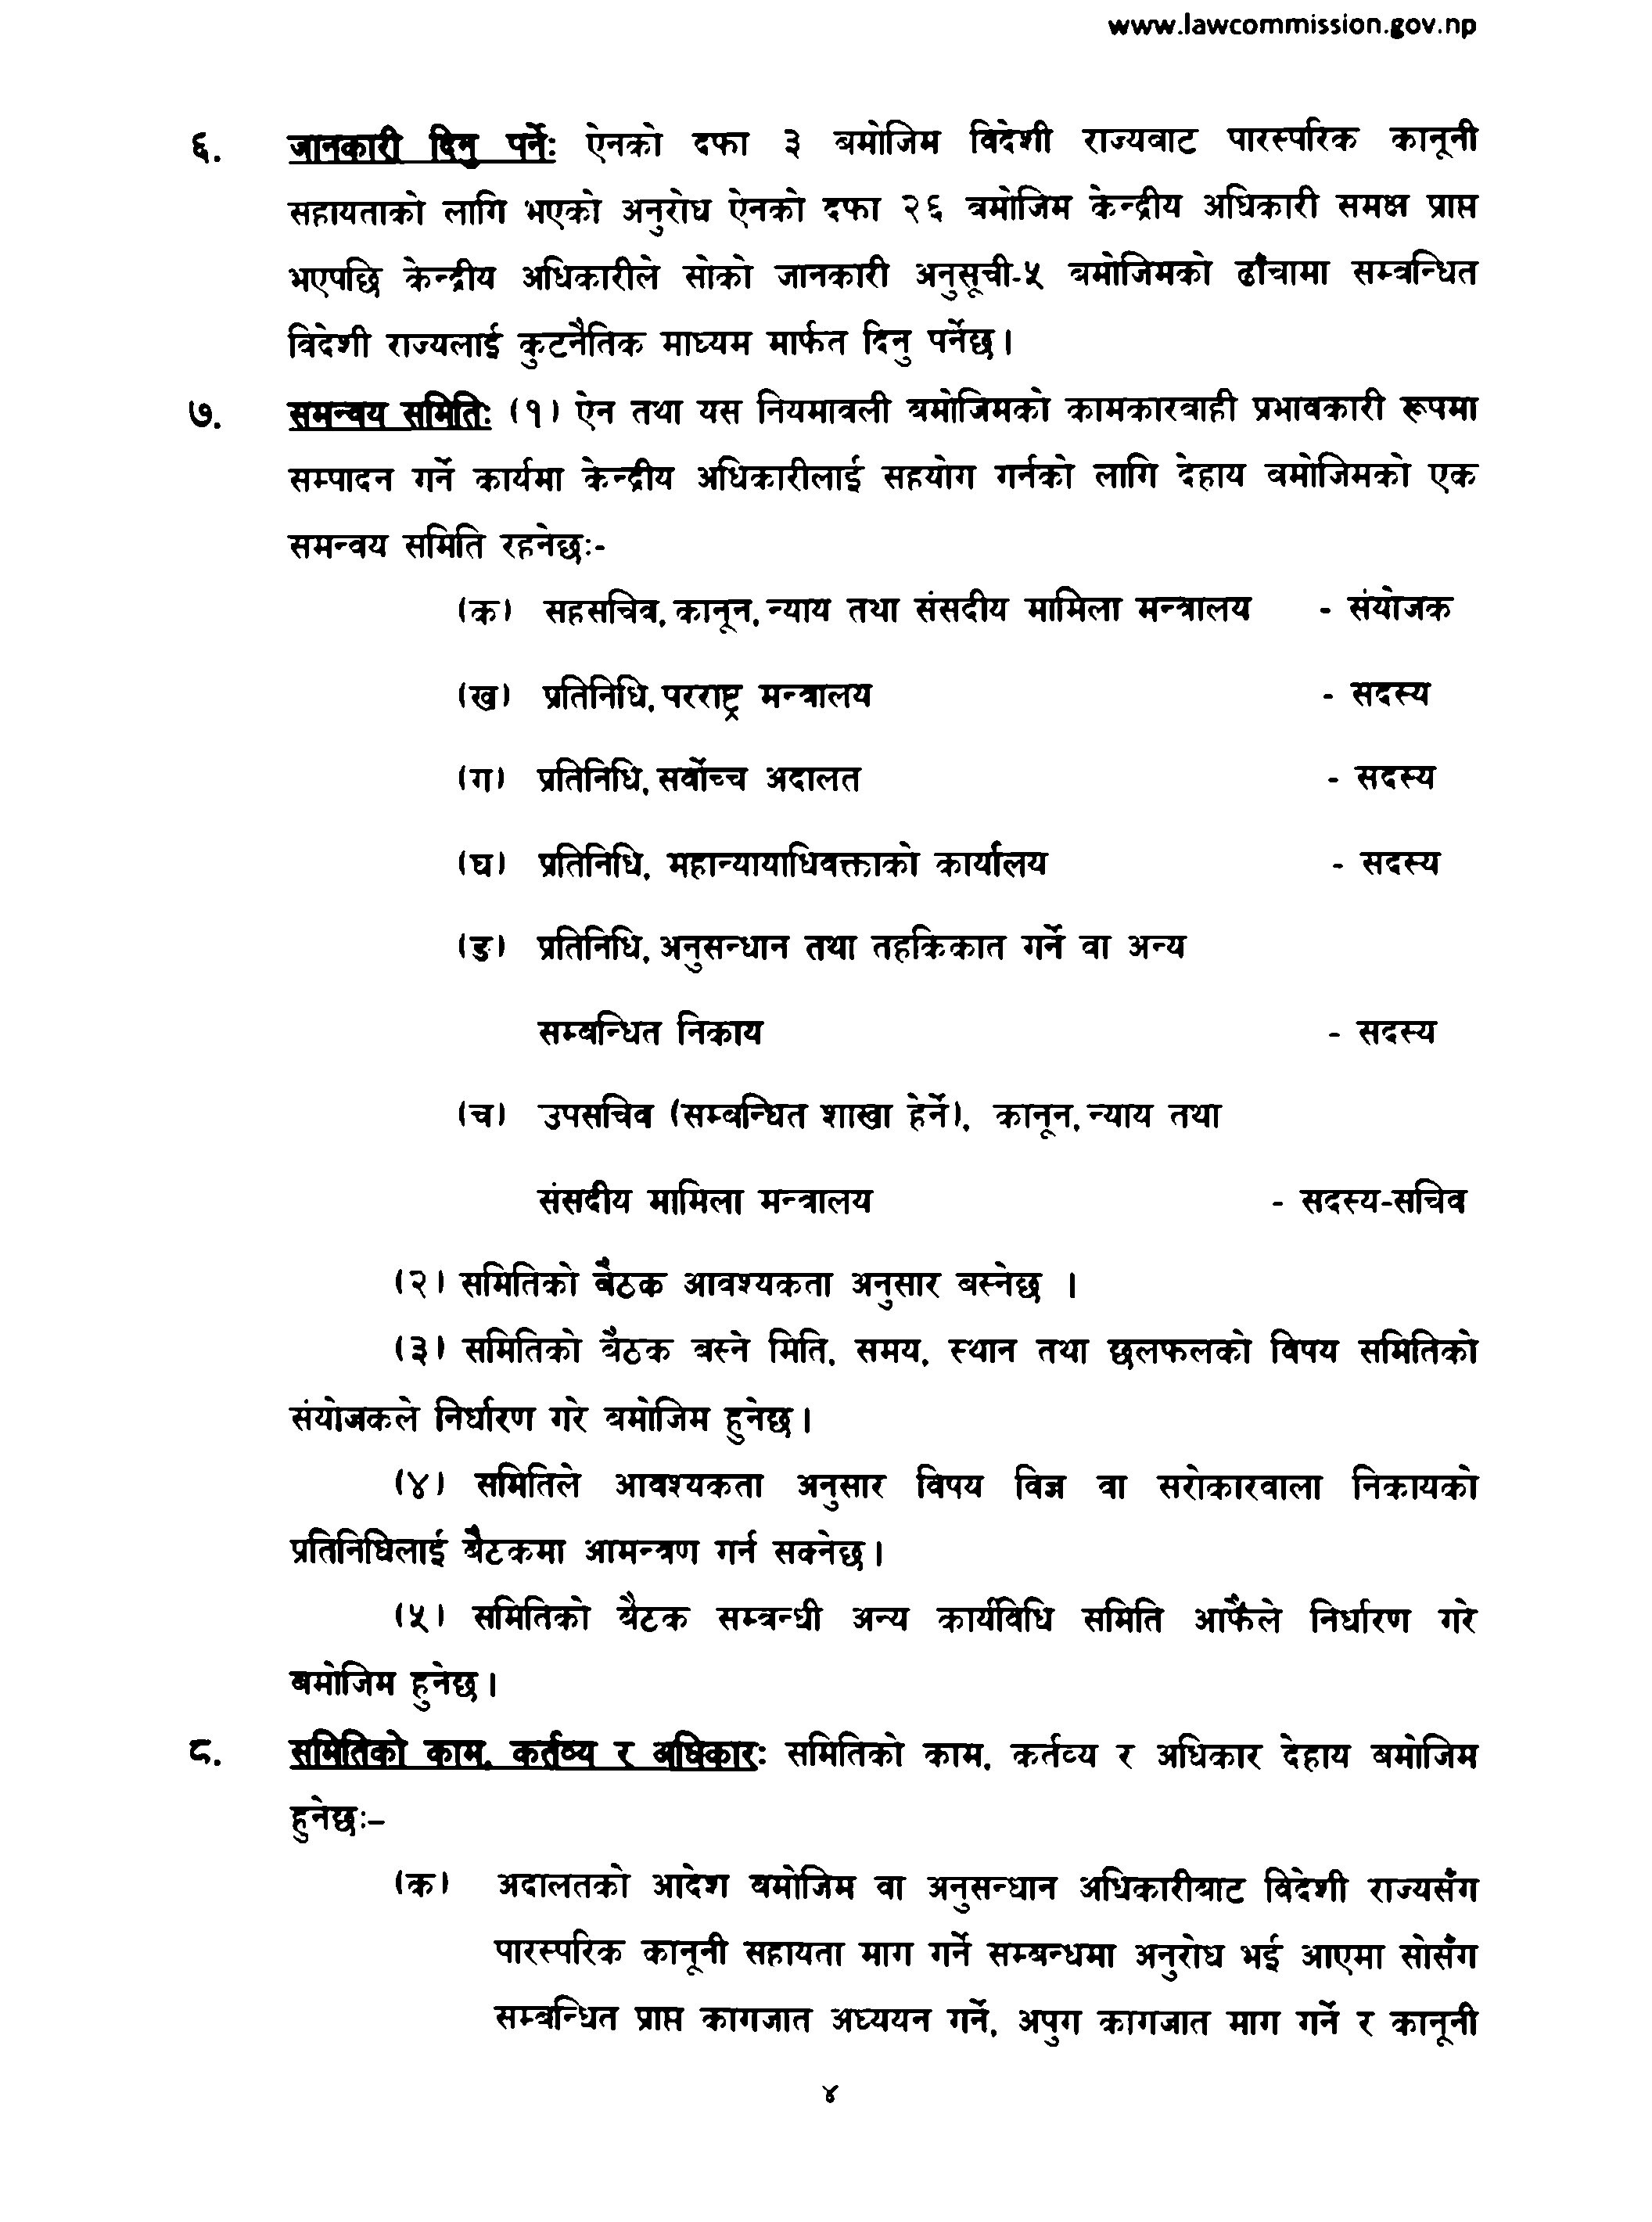 www.lawcommission.gov.np
६. जानकारी दिनु पर्नेः ऐनको दफा ३ बमोजिम विदेशी राज्यबाट पारस्परिक कानूनी
सहायताको लागि भएको अनुरोध ऐनको दफा २६ बमोजिम केन्द्रीय अधिकारी समक्ष प्राप्त
भएपछि केन्द्रीय अधिकारीले सोको जानकारी अनुसूची-५ बमोजिमको ढाँचामा सम्बन्धित
विदेशी राज्यलाई कुटनैतिक माध्यम मार्फत दिनु पर्नेछ।
७. समन्वय समितिः (१) ऐन तथा यस नियमावली बमोजिमको कामकारबाही प्रभावकारी रूपमा
सम्पादन गर्ने कार्यमा केन्द्रीय अधिकारीलाई सहयोग गर्नको लागि देहाय बमोजिमको एक
समन्वय समिति रहनेछः-
(क) सहसचिव, कानून, न्याय तथा संसदीय मामिला मन्त्रालय - संयोजक
(ख) प्रतिनिधि, परराष्ट्र मन्त्रालय - सदस्य
(ग) प्रतिनिधि, सर्वोच्च अदालत - सदस्य
(घ) प्रतिनिधि, महान्यायाधिवक्ताको कार्यालय - सदस्य
(ङ) प्रतिनिधि, अनुसन्धान तथा तहकिकात गर्ने वा अन्य
सम्बन्धित निकाय - सदस्य
(च) उपसचिव (सम्बन्धित शाखा हेर्ने), कानून, न्याय तथा
संसदीय मामिला मन्त्रालय - सदस्य-सचिव
(२) समितिको बैठक आवश्यकता अनुसार बस्नेछ ।
(३) समितिको बैठक बस्ने मिति, समय, स्थान तथा छलफलको विषय समितिको
संयोजकले निर्धारण गरे बमोजिम हुनेछ।
(४) समितिले आवश्यकता अनुसार विषय विज्ञ वा सरोकारवाला निकायको
प्रतिनिधिलाई बैठकमा आमन्त्रण गर्न सक्नेछ।
(५) समितिको बैठक सम्बन्धी अन्य कार्यविधि समिति आफैंले निर्धारण गरे
बमोजिम हुनेछ।
८. समितिको काम, कर्तव्य र अधिकारः समितिको काम, कर्तव्य र अधिकार देहाय बमोजिम
हुनेछः–
(क) अदालतको आदेश बमोजिम वा अनुसन्धान अधिकारीबाट विदेशी राज्यसँग
पारस्परिक कानूनी सहायता माग गर्ने सम्बन्धमा अनुरोध भई आएमा सोसँग
सम्बन्धित प्राप्त कागजात अध्ययन गर्ने, अपुग कागजात माग गर्ने र कानूनी
४